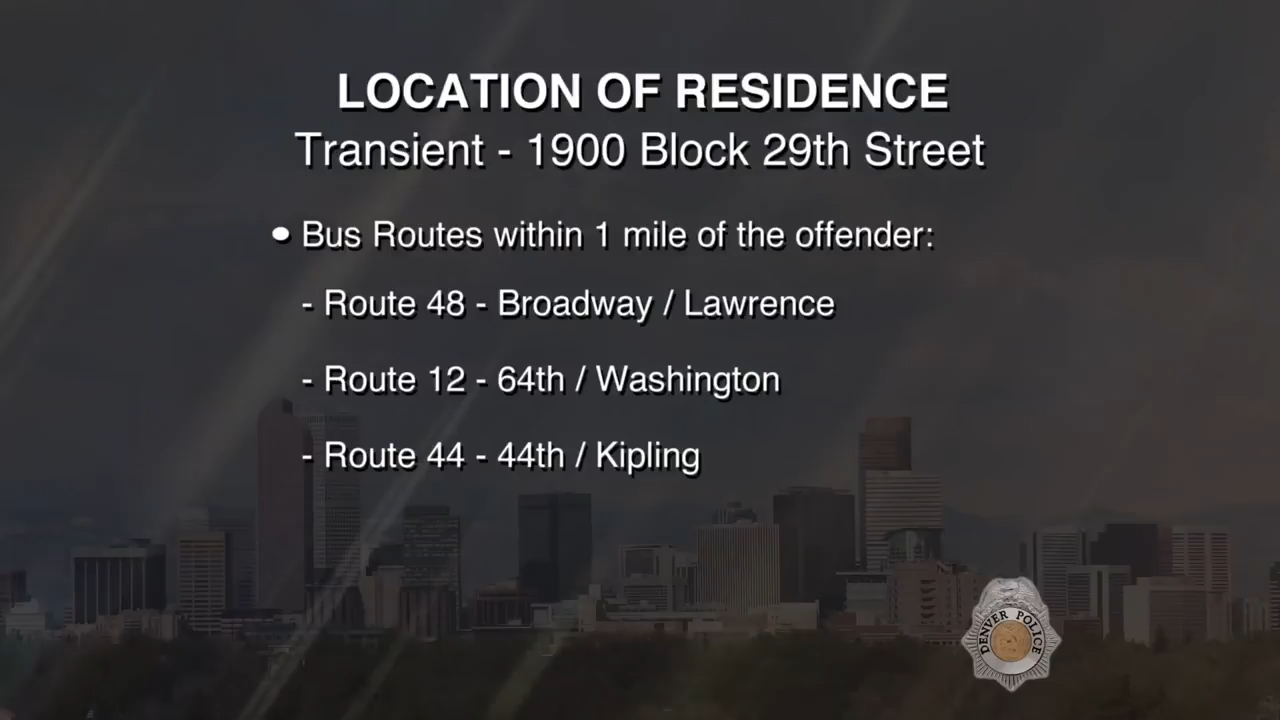 LOCATION OF RESIDENCE
Transient - 1900 Block 29th Street
• Bus Routes within 1 mile of the offender:
- Route 48 - Broadway / Lawrence
- Route 12 - 64th / Washington
- Route 44 - 44th / Kipling
DENVER POLICE